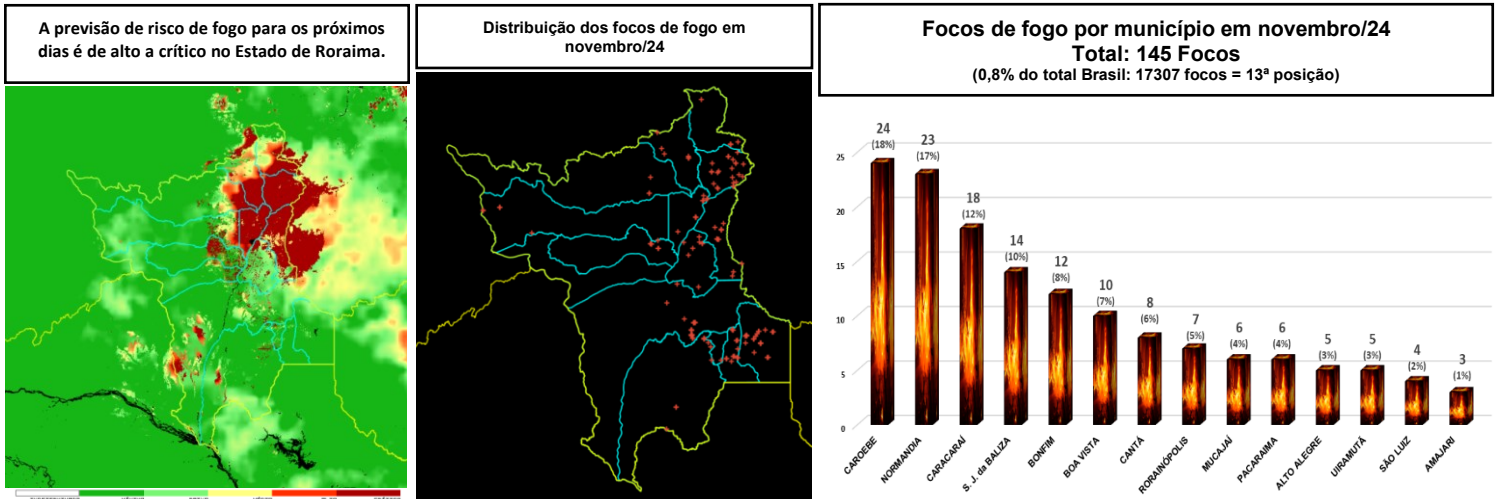 A previsão de risco de fogo para os próximos
dias é de alto a crítico no Estado de Roraima.
Distribuição dos focos de fogo em
novembro/24
Focos de fogo por município em novembro/24
Total: 145 Focos
(0,8% do total Brasil: 17307 focos = 13ª posição)
25
20
15
10
5
0
24
(18%)
23
(17%)
18
(12%)
14
(10%)
12
(8%)
10
(7%)
8
(6%)
7
(5%)
6
(4%)
6
(4%)
5
(3%)
5
(3%)
4
(2%)
3
(1%)
CAROEBE
NORMANDIA
CARACARAÍ
S. J. da BALIZA
BONFIM
BOA VISTA
CANTÁ
RORAINÓPOLIS
MUCAJAÍ
PACARAIMA
ALTO ALEGRE
UIRAMUTÃ
SÃO LUIZ
AMAJARI